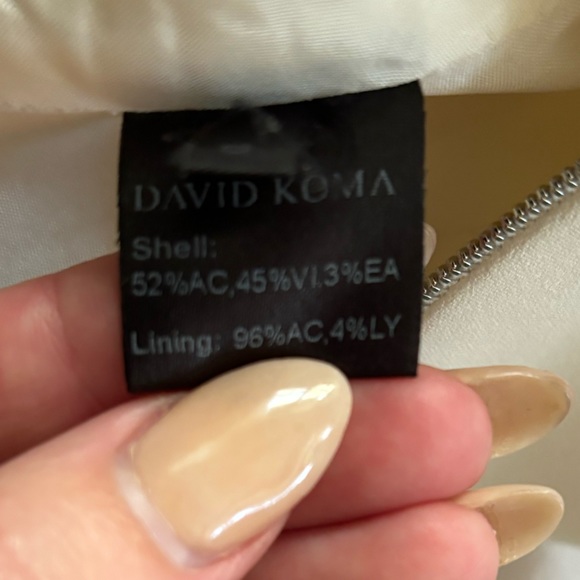 DAVID KOMA
Shell:
52%AC,45%VI.3%EA
Lining: 96%AC,4%LY